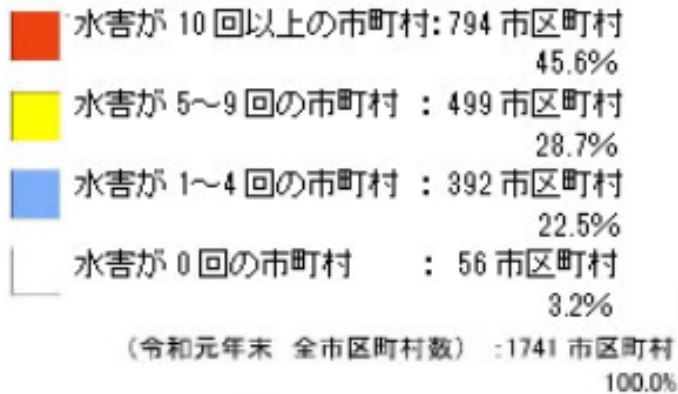 水害が 10 回以上の市町村: 794 市区町村
45.6%
水害が 5～9 回の市町村 : 499 市区町村
28.7%
水害が 1～4 回の市町村 : 392 市区町村
22.5%
水害が 0 回の市町村 : 56 市区町村
3.2%
(令和元年末 全市区町村数) :1741 市区町村
100.0%